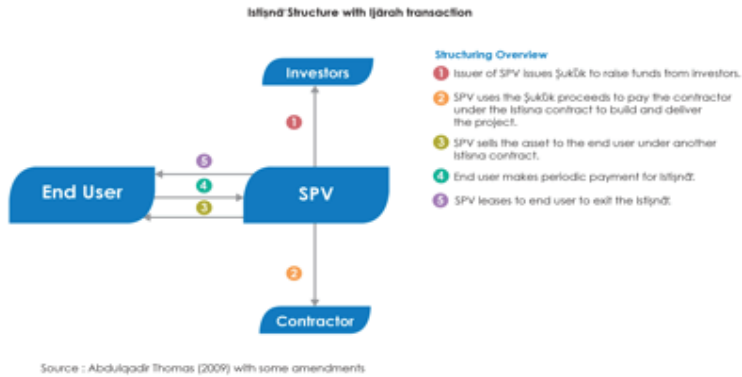 Istiṣnā' Structure with Ijārah transaction
Investors
1
5
End User
4
SPV
3
2
Contractor
Structuring Overview
1 Issuer of SPV issues Ṣukūk to raise funds from investors.
2 SPV uses the Ṣukūk proceeds to pay the contractor
under the Istisna contract to build and deliver
the project.
3 SPV sells the asset to the end user under another
Istisna contract.
4 End user makes periodic payment for Istiṣnā'.
5 SPV leases to end user to exit the Istiṣnā'.
Source : Abdulqadir Thomas (2009) with some amendments